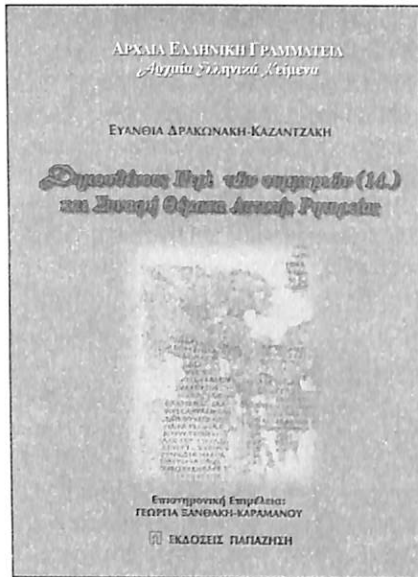 ΑΡΧΑΙΑ ΕΛΛΗΝΙΚΗ ΓΡΑΜΜΑΤΕΙΑ
Αρχαία Ελληνικά Κείμενα
ΕΥΑΝΘΙΑ ΔΡΑΚΩΝΑΚΗ-ΚΑΖΑΝΤΖΑΚΗ
Δημοσθένους Περὶ τῶν συμμοριῶν (14.)
και Συναφή Θέματα Αττικής Ρητορείας
Επιστημονική Επιμέλεια:
ΓΕΩΡΓΙΑ ΞΑΝΘΑΚΗ-ΚΑΡΑΜΑΝΟΥ
ΕΚΔΟΣΕΙΣ ΠΑΠΑΖΗΣΗ